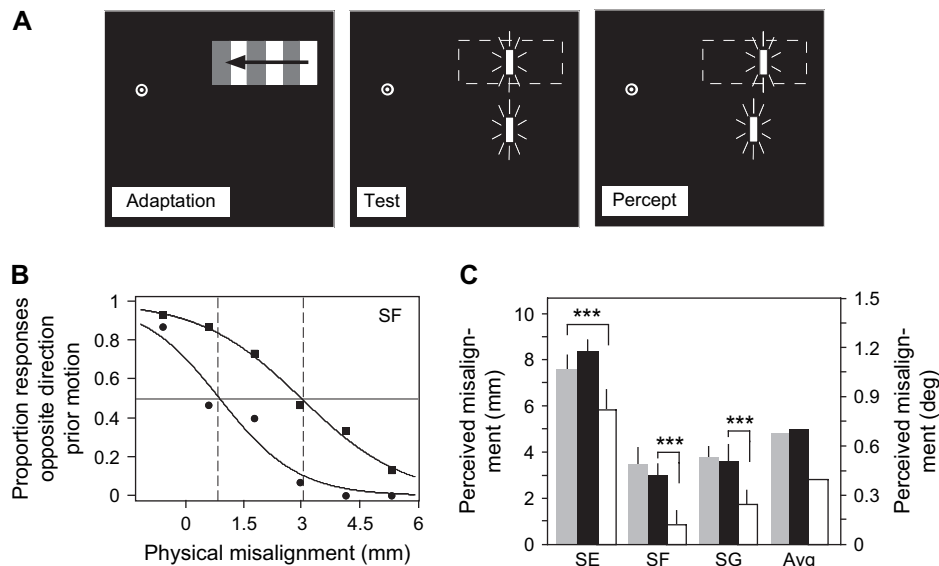 A
Adaptation
Test
Percept
B
Proportion responses
opposite direction
prior motion
1
0.8
0.6
0.4
0.2
0
SF
0 1.5 3 4.5 6
Physical misalignment (mm)
C
Perceived misalign-
ment (mm)
10
8
6
4
2
0
***
***
***
SE SF SG Avg
1.5
1.2
0.9
0.6
0.3
0
Perceived misalign-
ment (deg)